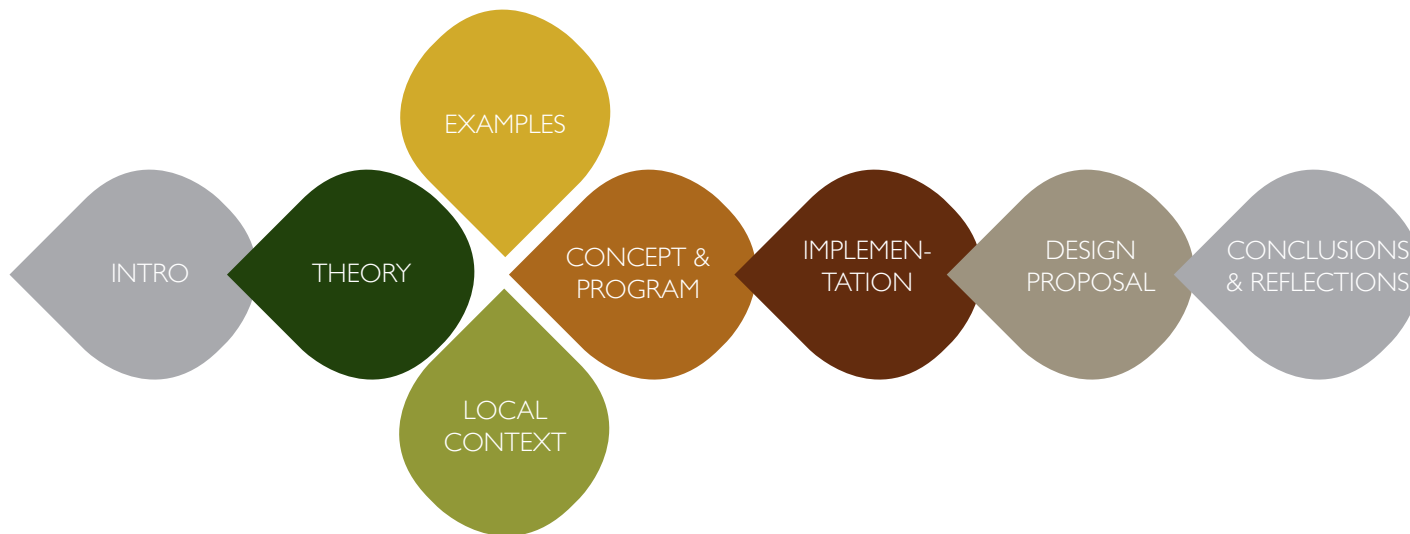 EXAMPLES
INTRO
THEORY
CONCEPT &
PROGRAM
IMPLEMEN-
TATION
DESIGN
PROPOSAL
CONCLUSIONS
& REFLECTIONS
LOCAL
CONTEXT